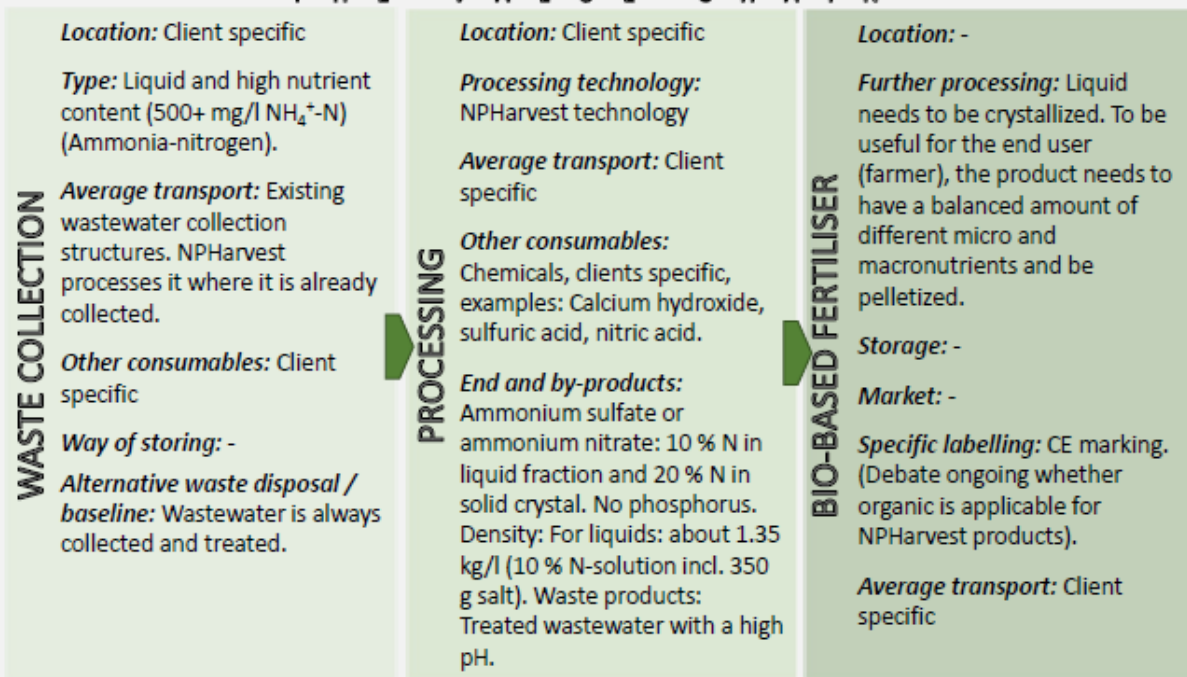 WASTE COLLECTION
Location: Client specific
Type: Liquid and high nutrient
content (500+ mg/l NH₄⁺-N)
(Ammonia-nitrogen).
Average transport: Existing
wastewater collection
structures. NPHarvest
processes it where it is already
collected.
Other consumables: Client
specific
Way of storing: -
Alternative waste disposal /
baseline: Wastewater is always
collected and treated.
PROCESSING
Location: Client specific
Processing technology:
NPHarvest technology
Average transport: Client
specific
Other consumables:
Chemicals, clients specific,
examples: Calcium hydroxide,
sulfuric acid, nitric acid.
End and by-products:
Ammonium sulfate or
ammonium nitrate: 10 % N in
liquid fraction and 20 % N in
solid crystal. No phosphorus.
Density: For liquids: about 1.35
kg/l (10 % N-solution incl. 350
g salt). Waste products:
Treated wastewater with a high
pH.
BIO-BASED FERTILISER
Location: -
Further processing: Liquid
needs to be crystallized. To be
useful for the end user
(farmer), the product needs to
have a balanced amount of
different micro and
macronutrients and be
pelletized.
Storage: -
Market: -
Specific labelling: CE marking.
(Debate ongoing whether
organic is applicable for
NPHarvest products).
Average transport: Client
specific